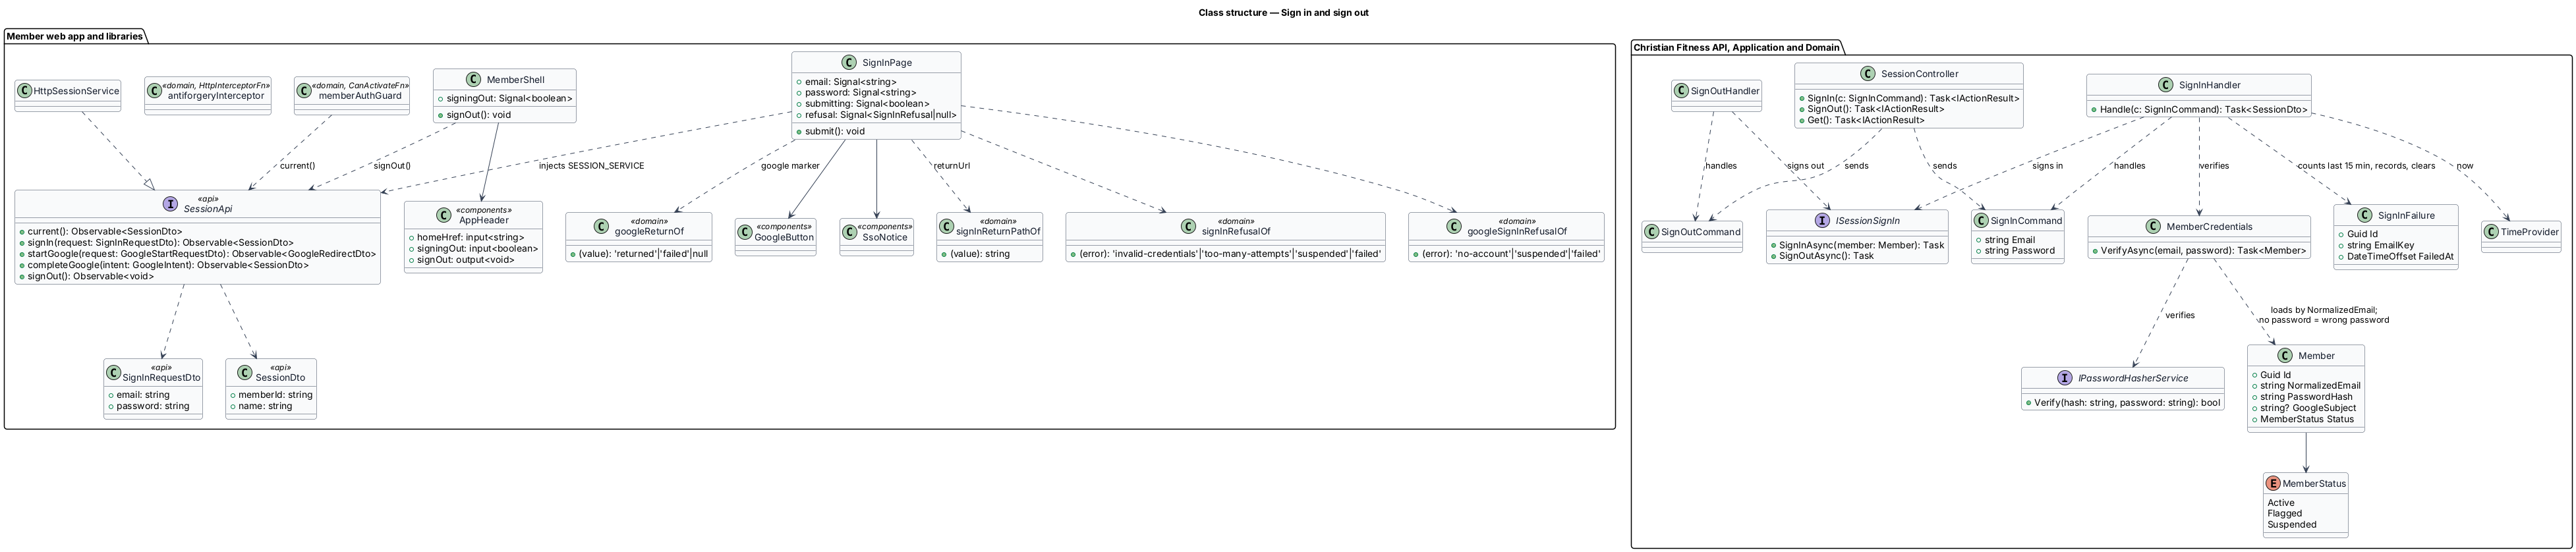 Class structure — Sign in and sign out
Member web app and libraries
HttpSessionService
«domain, HttpInterceptorFn»
antiforgeryInterceptor
«domain, CanActivateFn»
memberAuthGuard
MemberShell
signingOut: Signal<boolean>
signOut(): void
SignInPage
email: Signal<string>
password: Signal<string>
submitting: Signal<boolean>
refusal: Signal<SignInRefusal|null>
submit(): void
current()
signOut()
injects SESSION_SERVICE
google marker
returnUrl
«api»
SessionApi
current(): Observable<SessionDto>
signIn(request: SignInRequestDto): Observable<SessionDto>
startGoogle(request: GoogleStartRequestDto): Observable<GoogleRedirectDto>
completeGoogle(intent: GoogleIntent): Observable<SessionDto>
signOut(): Observable<void>
«components»
AppHeader
homeHref: input<string>
signingOut: input<boolean>
signOut: output<void>
«domain»
googleReturnOf
(value): 'returned'|'failed'|null
«components»
GoogleButton
«components»
SsoNotice
«domain»
signInReturnPathOf
(value): string
«domain»
signInRefusalOf
(error): 'invalid-credentials'|'too-many-attempts'|'suspended'|'failed'
«domain»
googleSignInRefusalOf
(error): 'no-account'|'suspended'|'failed'
«api»
SignInRequestDto
email: string
password: string
«api»
SessionDto
memberId: string
name: string
Christian Fitness API, Application and Domain
SignOutHandler
SessionController
SignIn(c: SignInCommand): Task<IActionResult>
SignOut(): Task<IActionResult>
Get(): Task<IActionResult>
SignInHandler
Handle(c: SignInCommand): Task<SessionDto>
handles
signs out
sends
sends
signs in
handles
verifies
counts last 15 min, records, clears
now
SignOutCommand
ISessionSignIn
SignInAsync(member: Member): Task
SignOutAsync(): Task
SignInCommand
string Email
string Password
MemberCredentials
VerifyAsync(email, password): Task<Member>
SignInFailure
Guid Id
string EmailKey
DateTimeOffset FailedAt
TimeProvider
verifies
loads by NormalizedEmail;
no password = wrong password
IPasswordHasherService
Verify(hash: string, password: string): bool
Member
Guid Id
string NormalizedEmail
string PasswordHash
string? GoogleSubject
MemberStatus Status
MemberStatus
Active
Flagged
Suspended